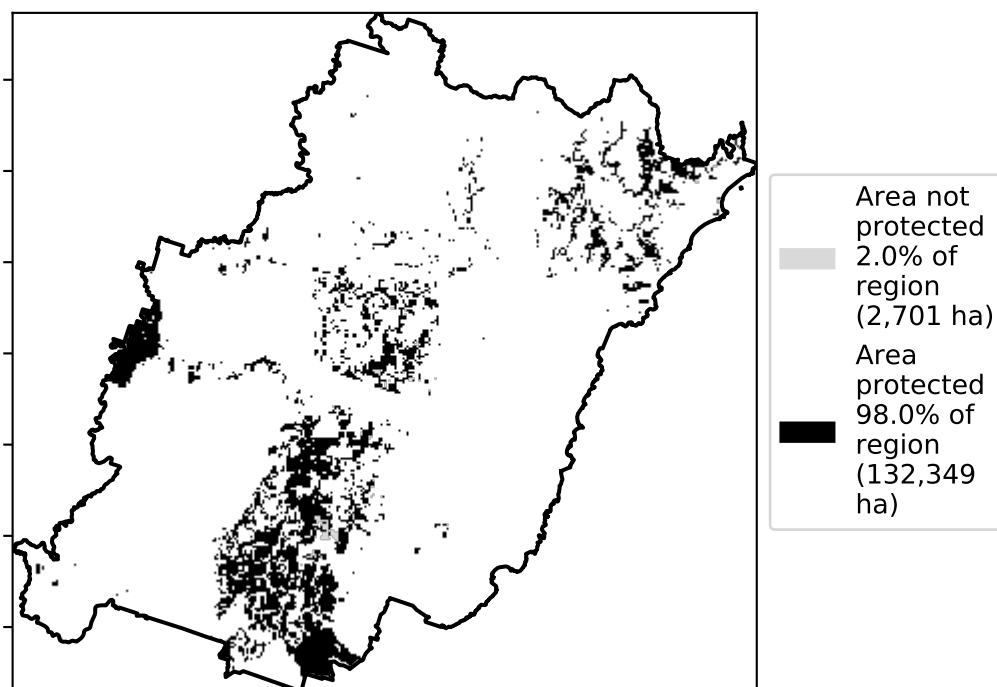 Area not
protected
2.0% of
region
(2,701 ha)
Area
protected
98.0% of
region
(132,349
ha)